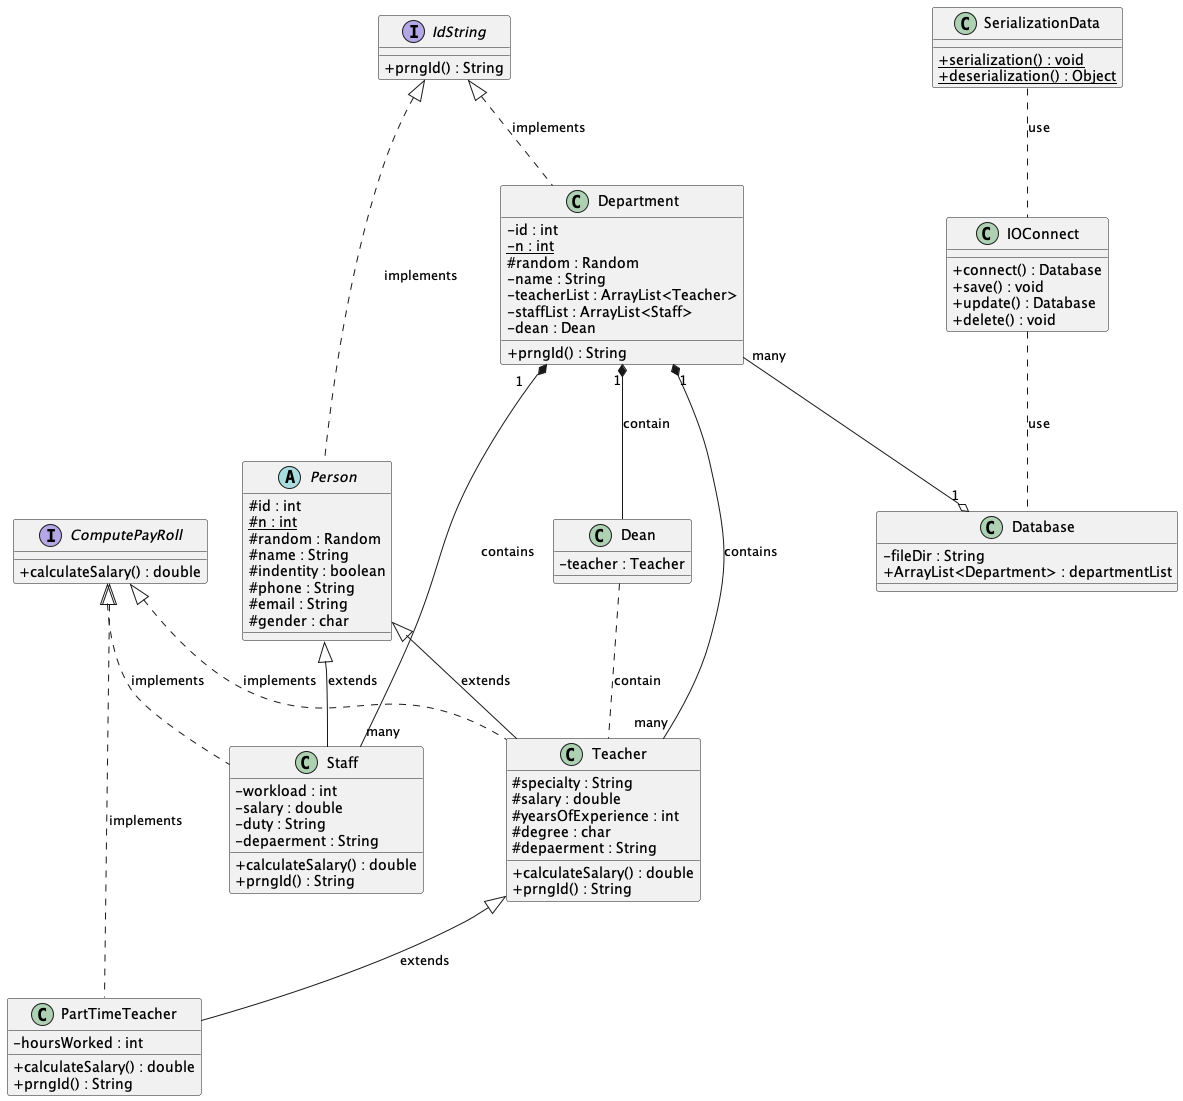 I IdString
+prngId() : String
C SerializationData
+serialization() : void
+deserialization() : Object
implements
use
C Department
-id : int
-n : int
#random : Random
-name : String
-teacherList : ArrayList<Teacher>
-staffList : ArrayList<Staff>
-dean : Dean
+prngId() : String
C IOConnect
+connect() : Database
+save() : void
+update() : Database
+delete() : void
implements
many
1
1
1
contain
use
A Person
#id : int
#n : int
#random : Random
#name : String
#indentity : boolean
#phone : String
#email : String
#gender : char
1
I ComputePayRoll
+calculateSalary() : double
C Dean
-teacher : Teacher
C Database
-fileDir : String
+ArrayList<Department> : departmentList
contains
contains
implements
implements
extends
extends
contain
many
many
C Staff
-workload : int
-salary : double
-duty : String
-depaerment : String
+calculateSalary() : double
+prngId() : String
C Teacher
#specialty : String
#salary : double
#yearsOfExperience : int
#degree : char
#depaerment : String
+calculateSalary() : double
+prngId() : String
implements
extends
C PartTimeTeacher
-hoursWorked : int
+calculateSalary() : double
+prngId() : String